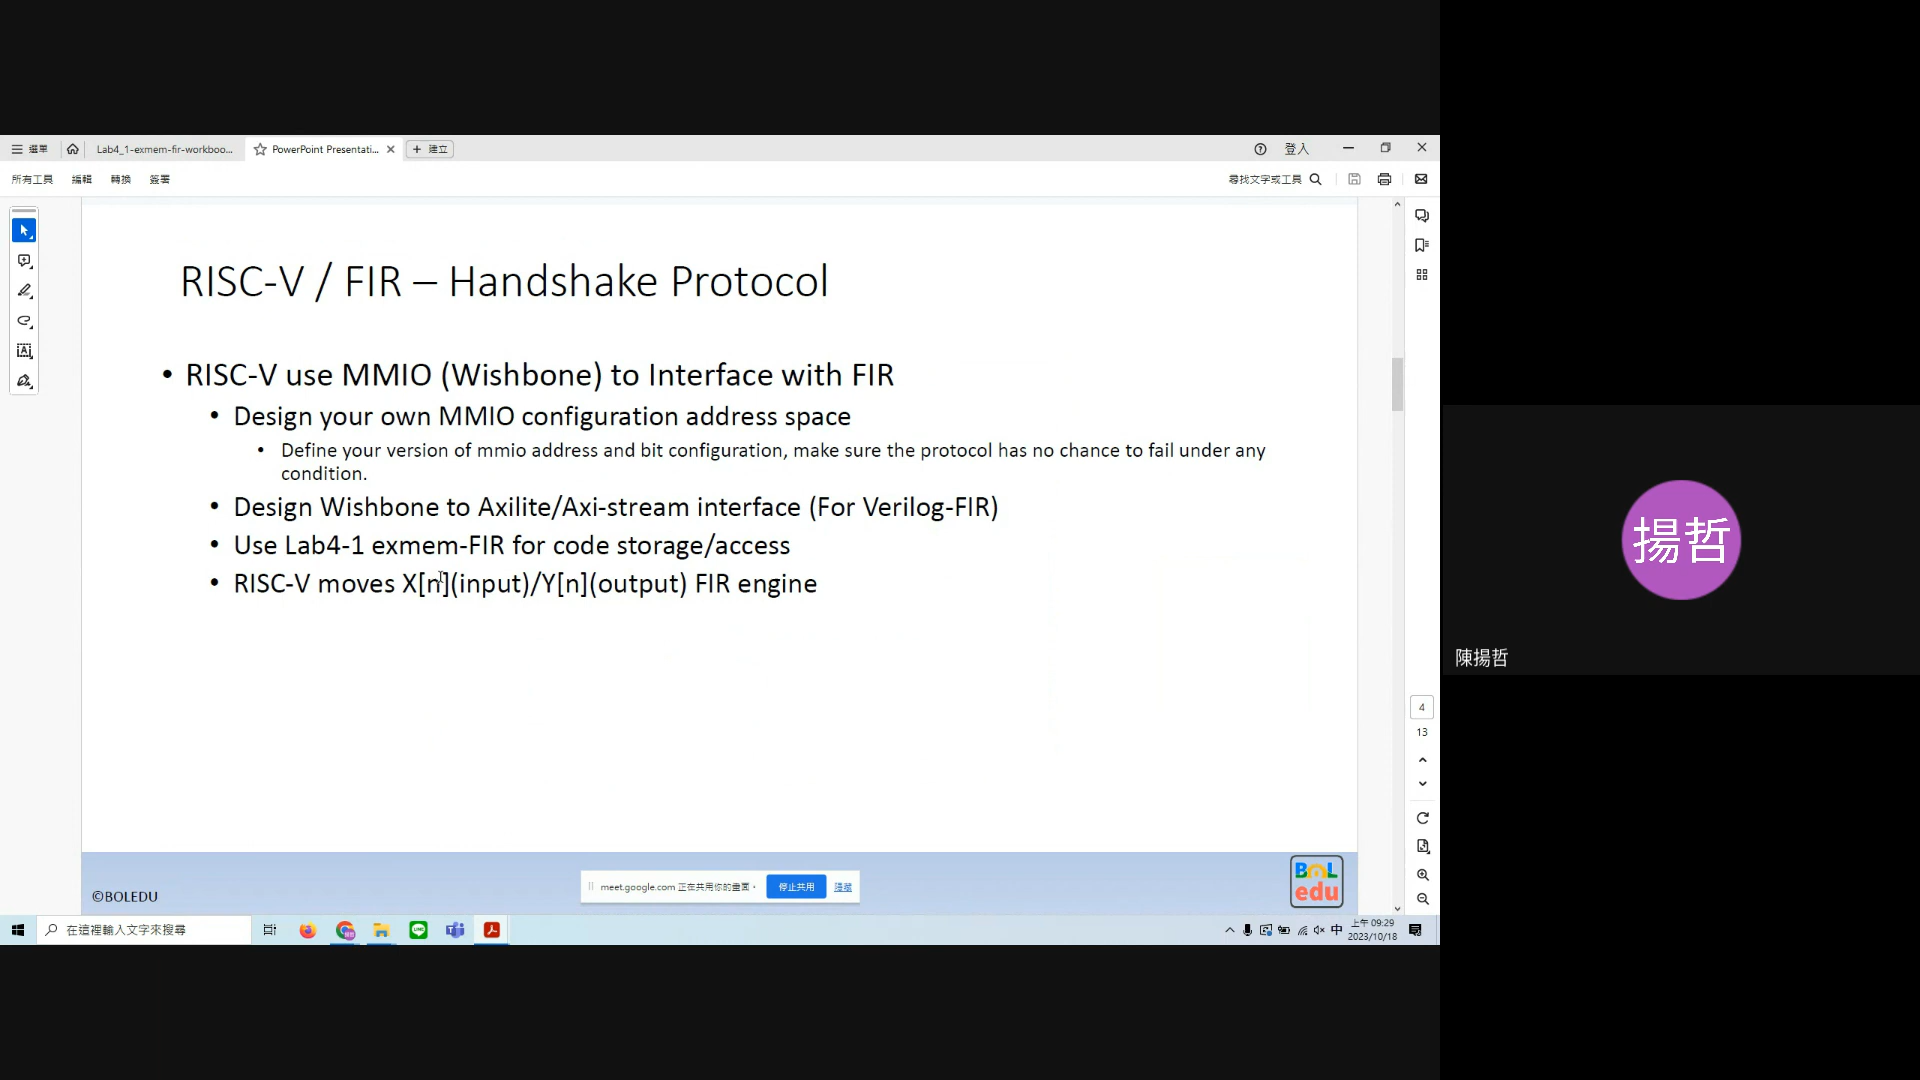 選單
Lab4_1-exmem-fir-workboo...
PowerPoint Presentati...
建立
登入
所有工具 編輯 轉換 簽署
尋找文字或工具
RISC-V / FIR – Handshake Protocol
• RISC-V use MMIO (Wishbone) to Interface with FIR
• Design your own MMIO configuration address space
• Define your version of mmio address and bit configuration, make sure the protocol has no chance to fail under any
condition.
• Design Wishbone to Axilite/Axi-stream interface (For Verilog-FIR)
• Use Lab4-1 exmem-FIR for code storage/access
• RISC-V moves X[n](input)/Y[n](output) FIR engine
揚哲
陳揚哲
4
13
©BOLEDU
meet.google.com 正在共用你的畫面。
停止共用
隱藏
BOL
edu
在這裡輸入文字來搜尋
中
上午 09:29
2023/10/18